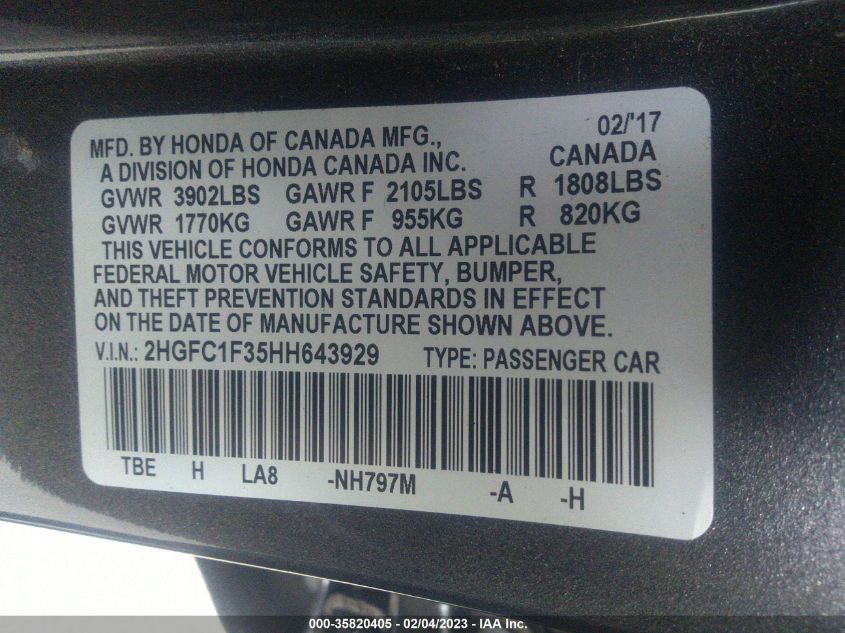 02/'17
MFD. BY HONDA OF CANADA MFG.,
A DIVISION OF HONDA CANADA INC. CANADA
GVWR 3902LBS GAWR F 2105LBS R 1808LBS
GVWR 1770KG GAWR F 955KG R 820KG
THIS VEHICLE CONFORMS TO ALL APPLICABLE
FEDERAL MOTOR VEHICLE SAFETY, BUMPER,
AND THEFT PREVENTION STANDARDS IN EFFECT
ON THE DATE OF MANUFACTURE SHOWN ABOVE.
V.I.N.: 2HGFC1F35HH643929 TYPE: PASSENGER CAR
TBE H LA8 -NH797M -A -H
000-35820405 - 02/04/2023 - IAA Inc.